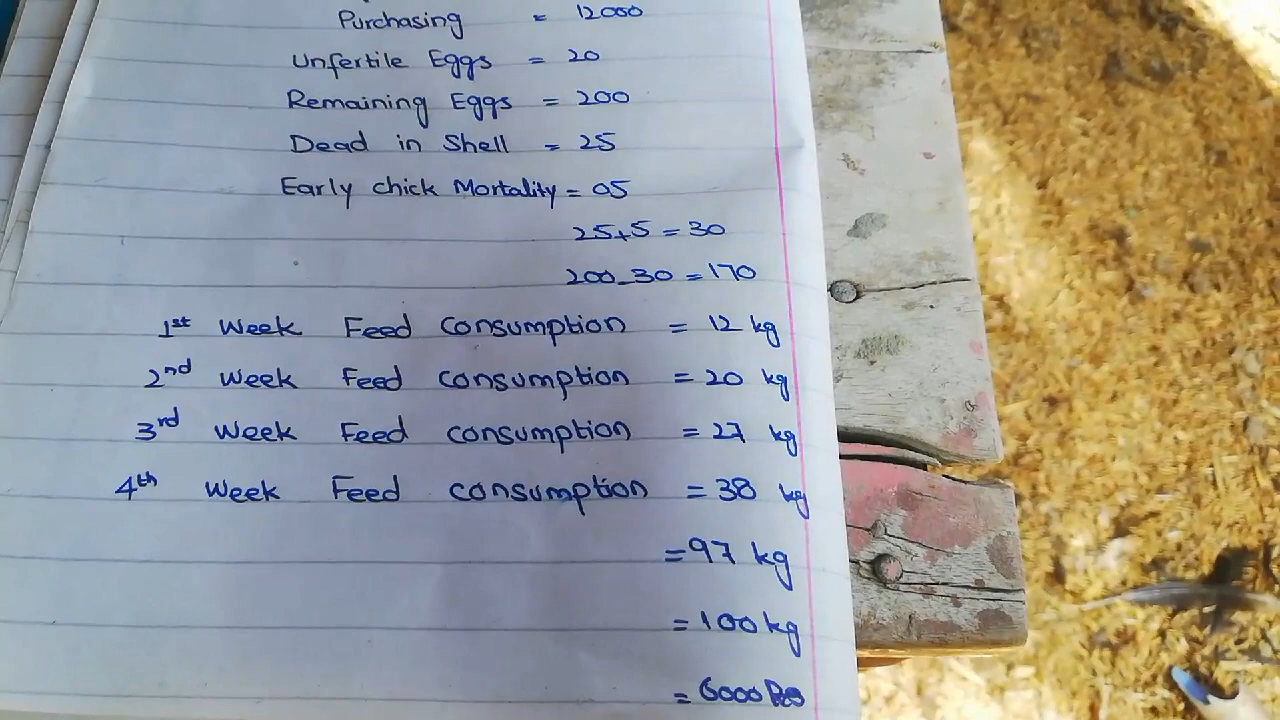 Purchasing = 12000
Unfertile Eggs = 20
Remaining Eggs = 200
Dead in Shell = 25
Early chick Mortality = 05
25+5 = 30
200-30 = 170
1st Week Feed Consumption = 12 kg
2nd Week Feed consumption = 20 kg
3rd Week Feed consumption = 27 kg
4th Week Feed consumption = 38 kg
= 97 kg
= 100 kg
= 6000 Rs